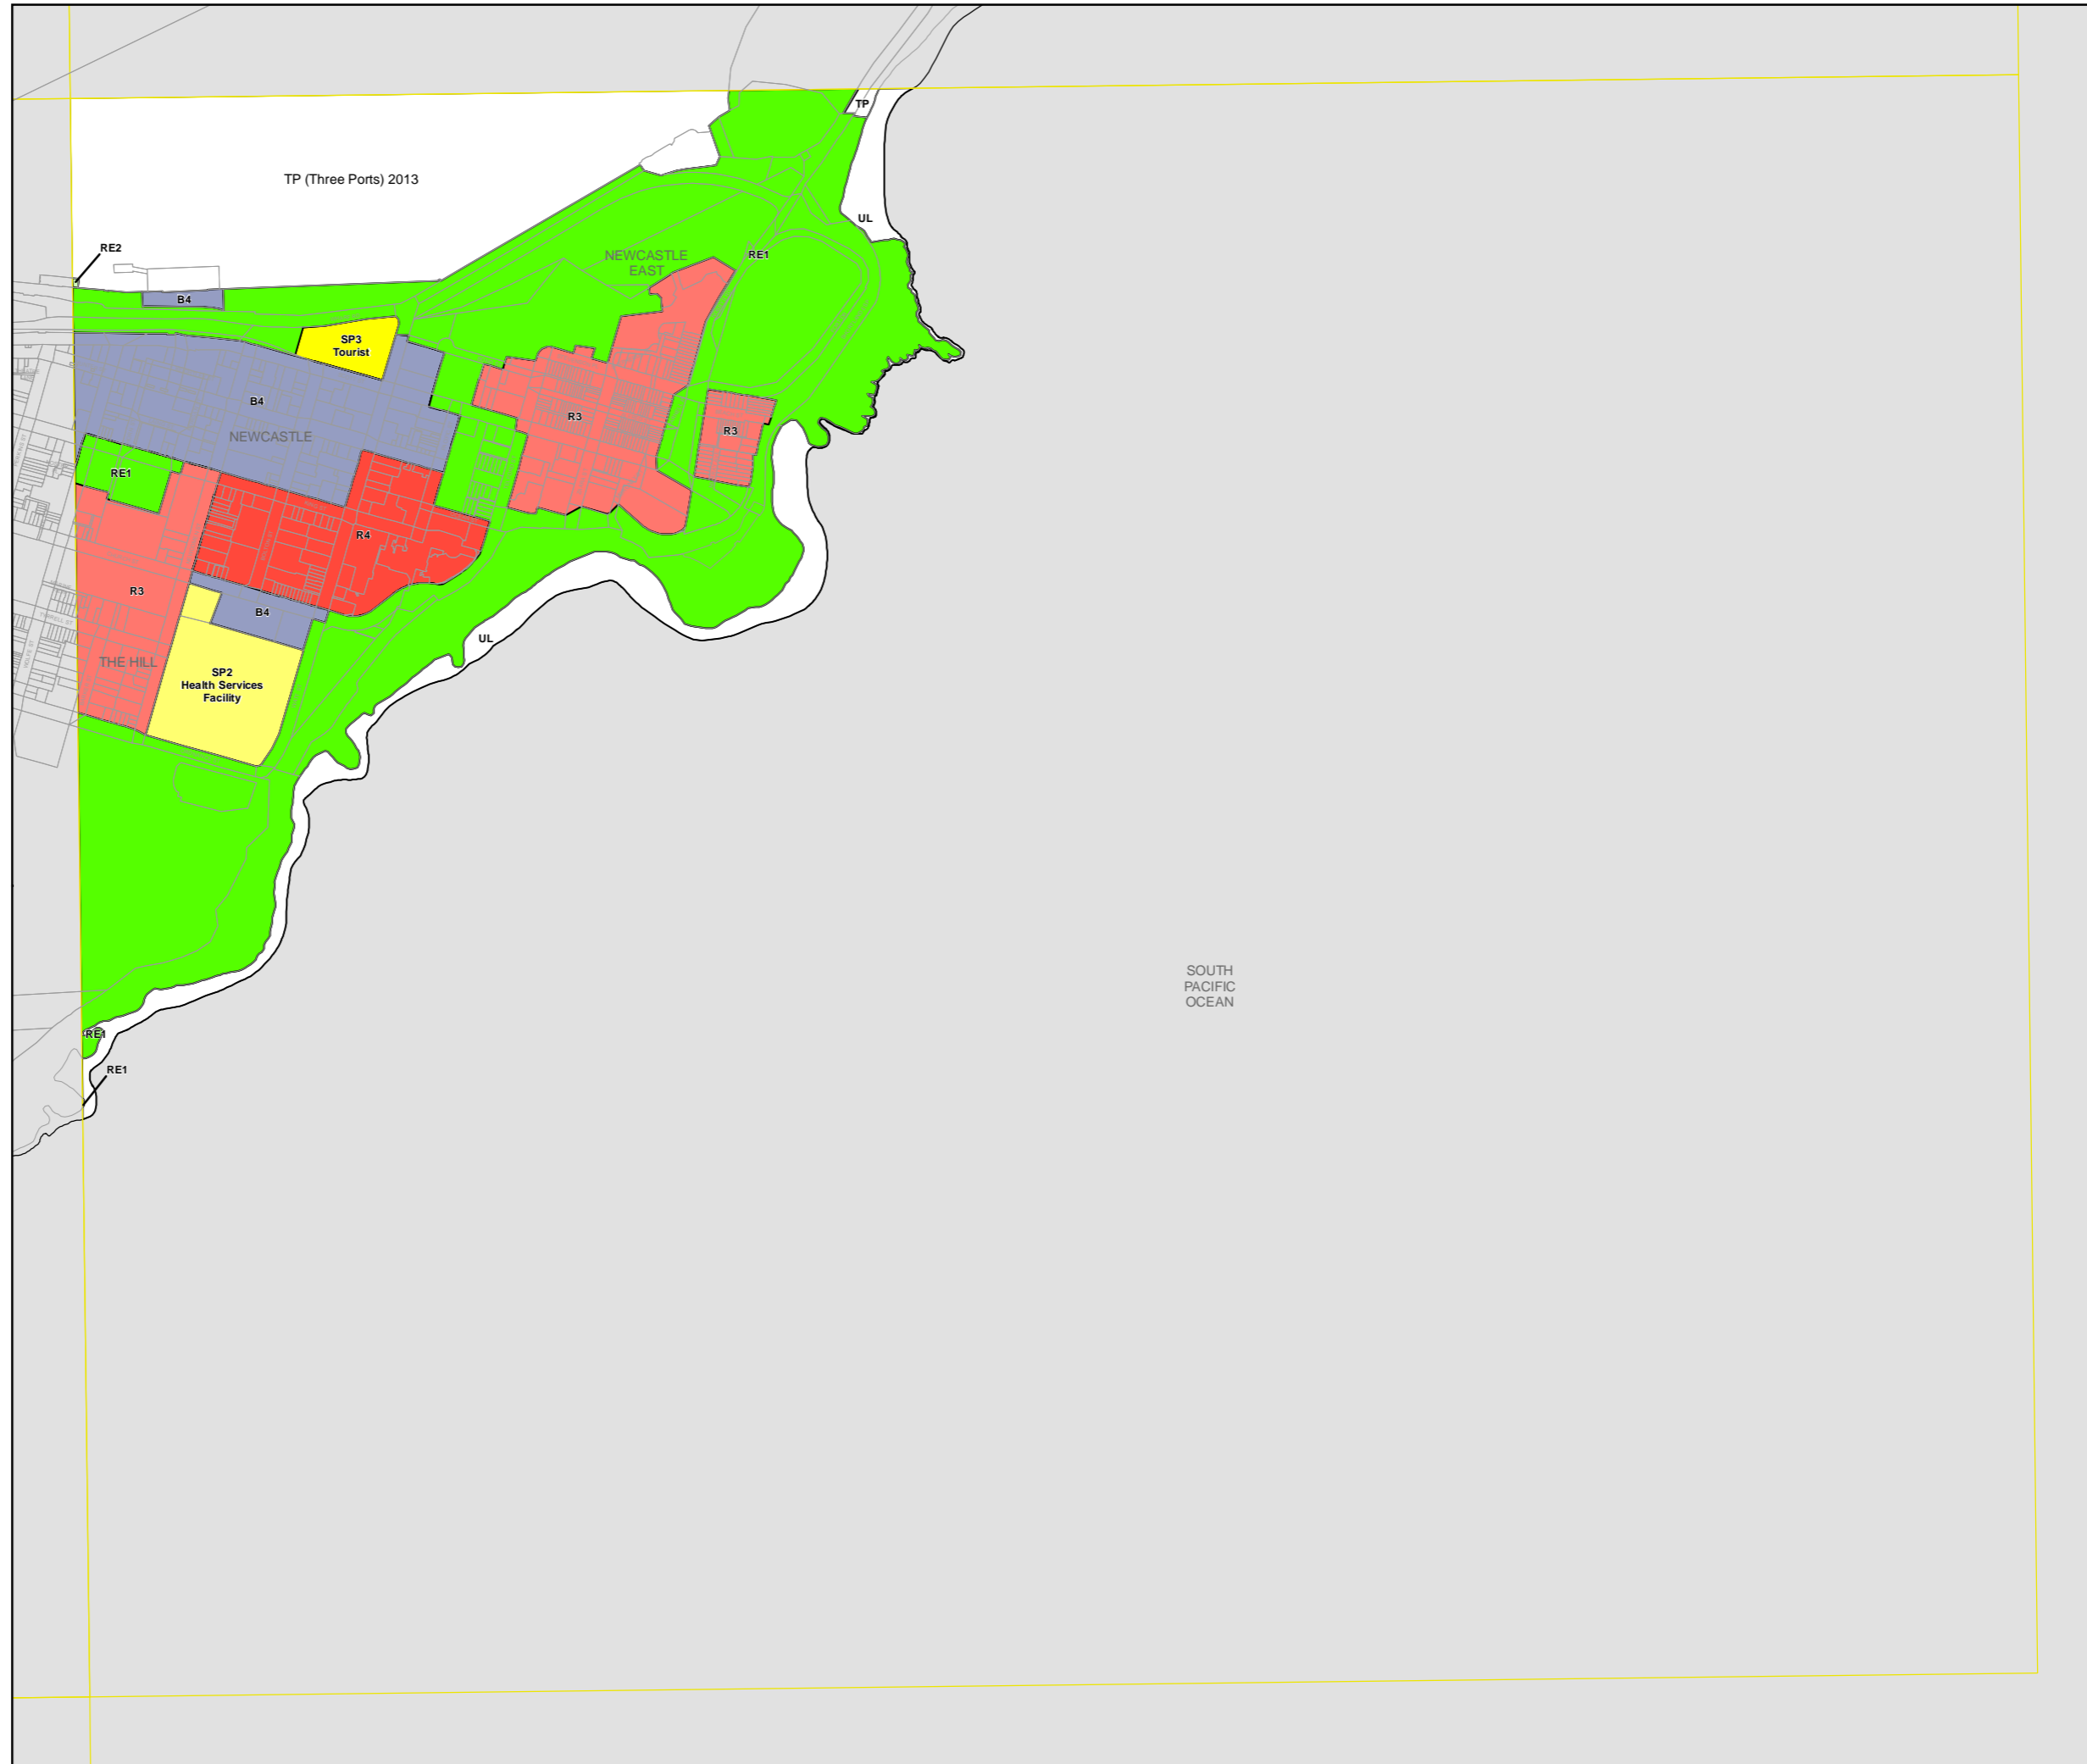 TP
TP (Three Ports) 2013
UL
RE2
RE1
NEWCASTLE
EAST
B4
SP3
Tourist
B4
NEWCASTLE
R3
R3
RE1
R4
R3
B4
UL
THE HILL
SP2
Health Services
Facility
SOUTH
PACIFIC
OCEAN
RE1
RE1